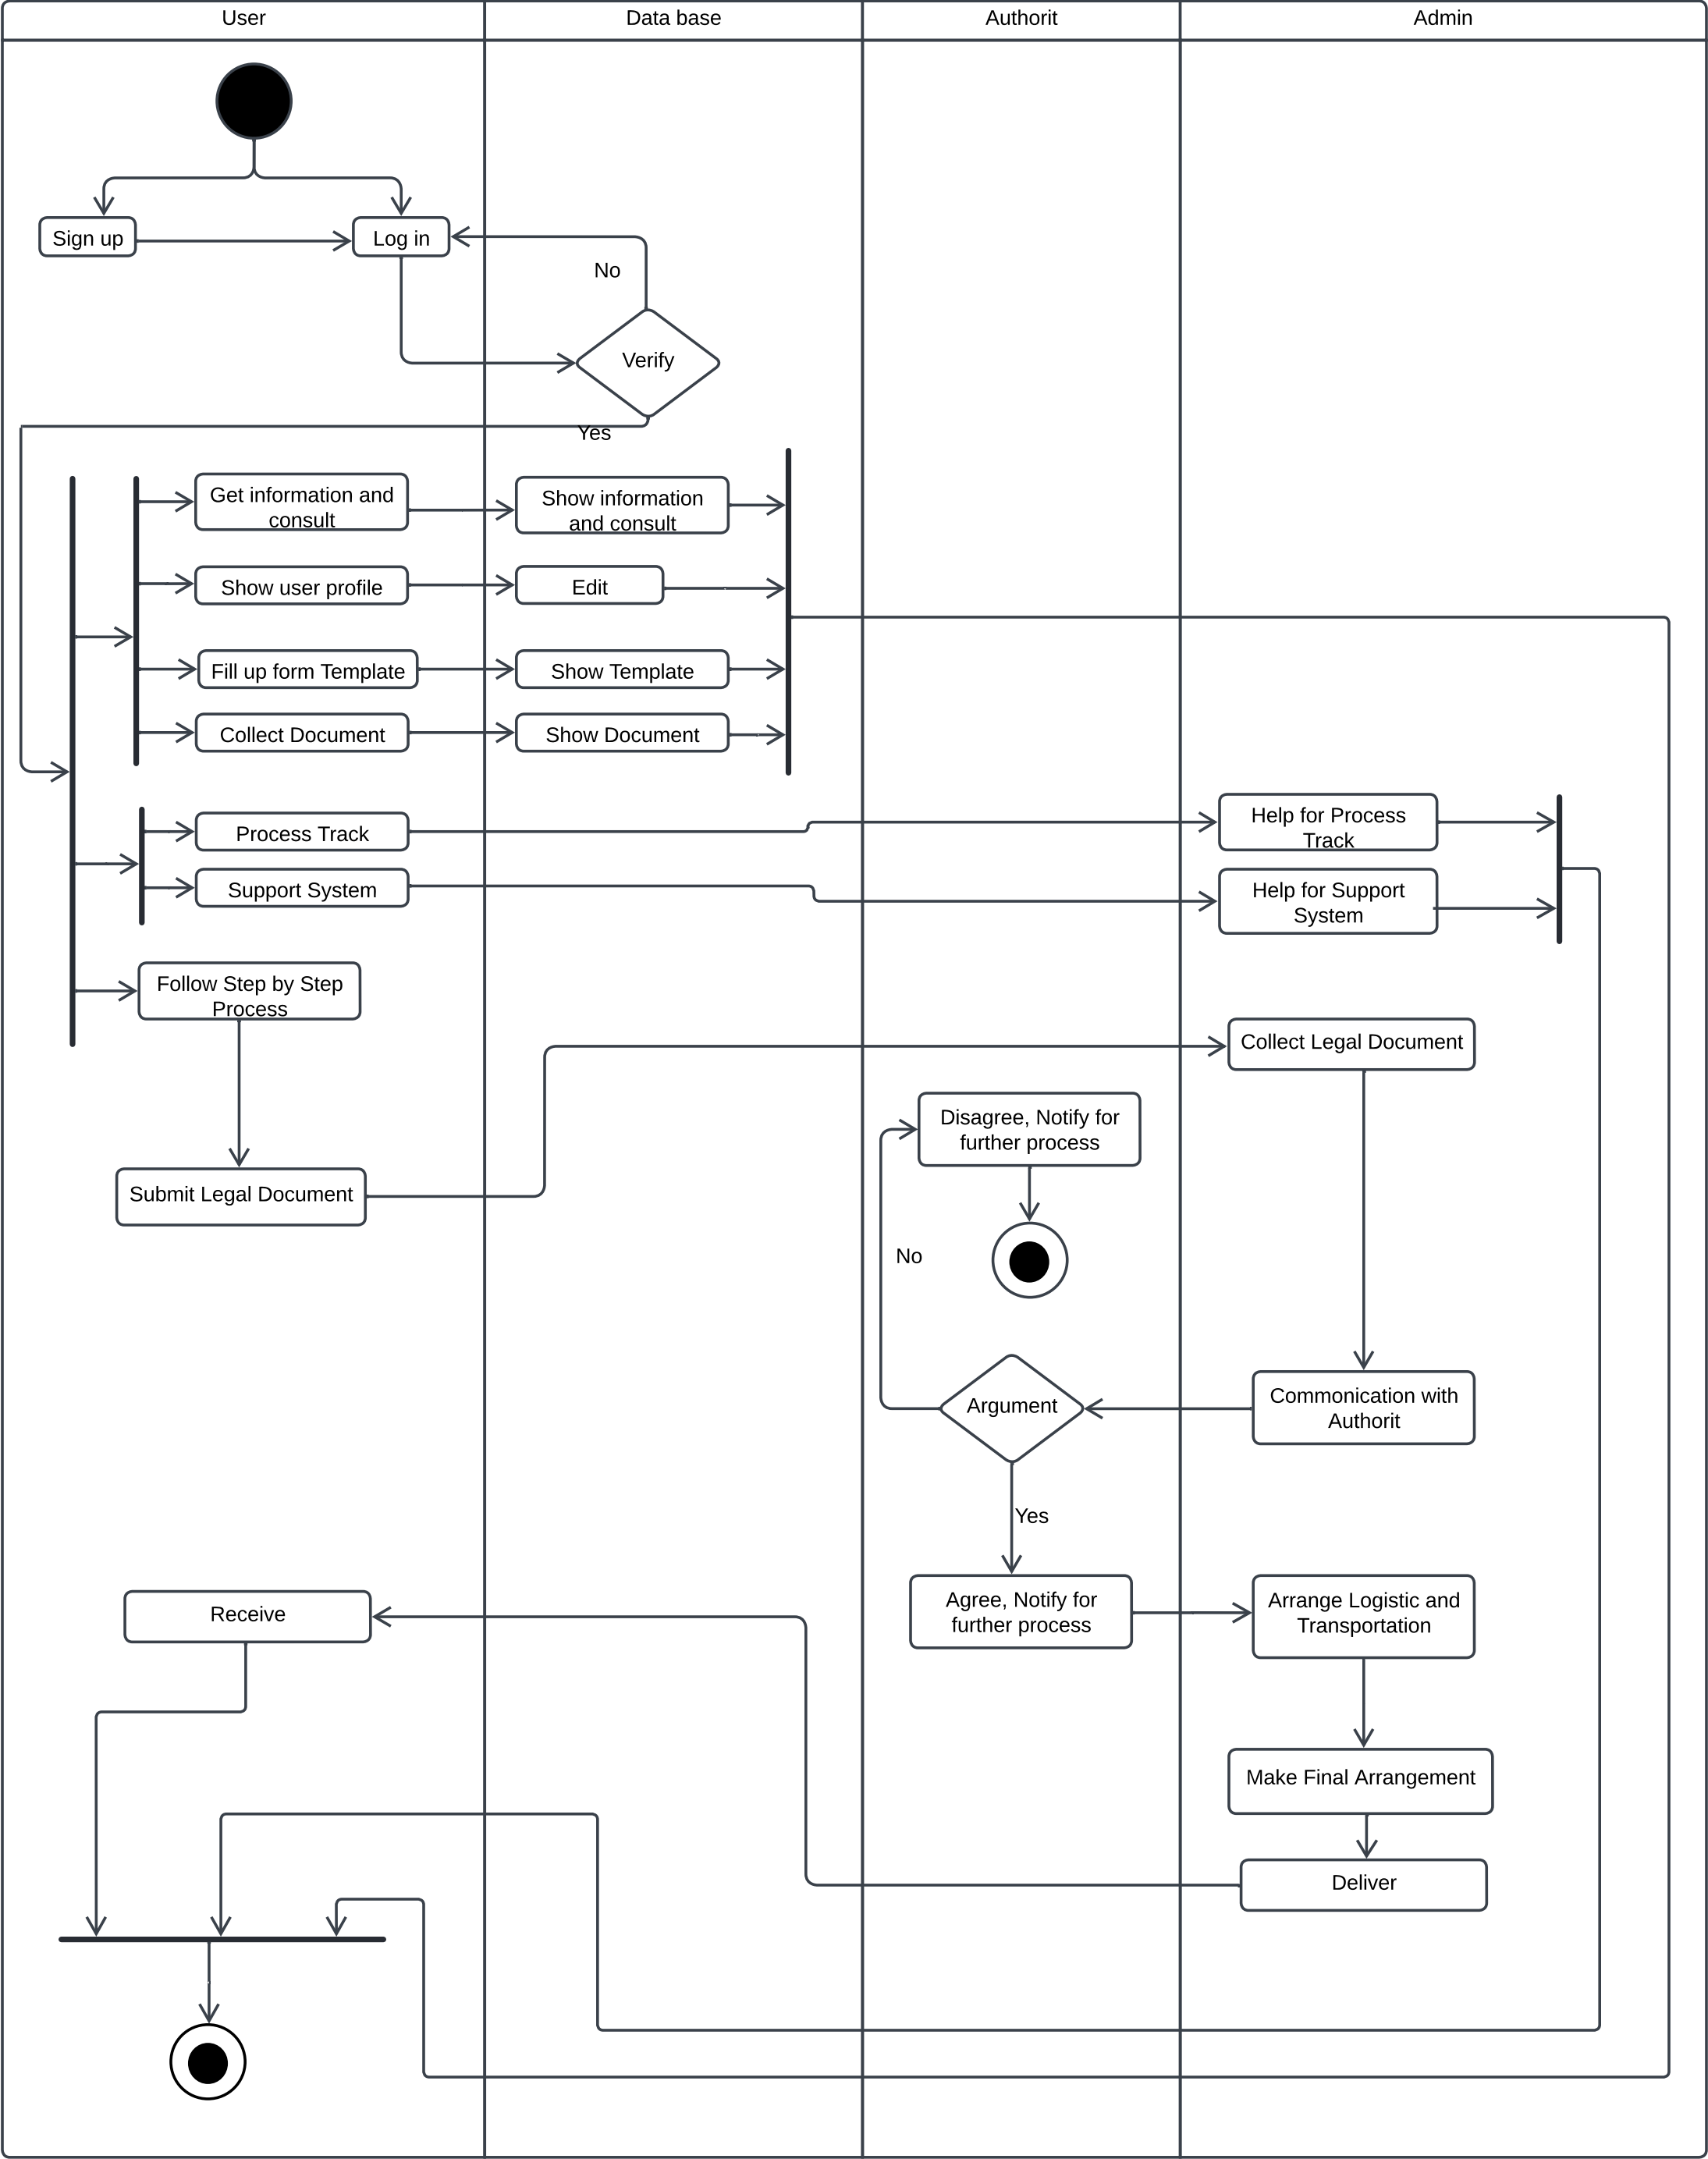 User
Data base
Authorit
Admin
Sign up
Log in
No
Verify
Yes
Get information and
consult
Show information
and consult
Show user profile
Edit
Fill up form Template
Show Template
Collect Document
Show Document
Process Track
Help for Process
Track
Support System
Help for Support
System
Follow Step by Step
Process
Collect Legal Document
Disagree, Notify for
further process
Submit Legal Document
No
Argument
Commonication with
Authorit
Yes
Receive
Agree, Notify for
further process
Arrange Logistic and
Transportation
Make Final Arrangement
Deliver